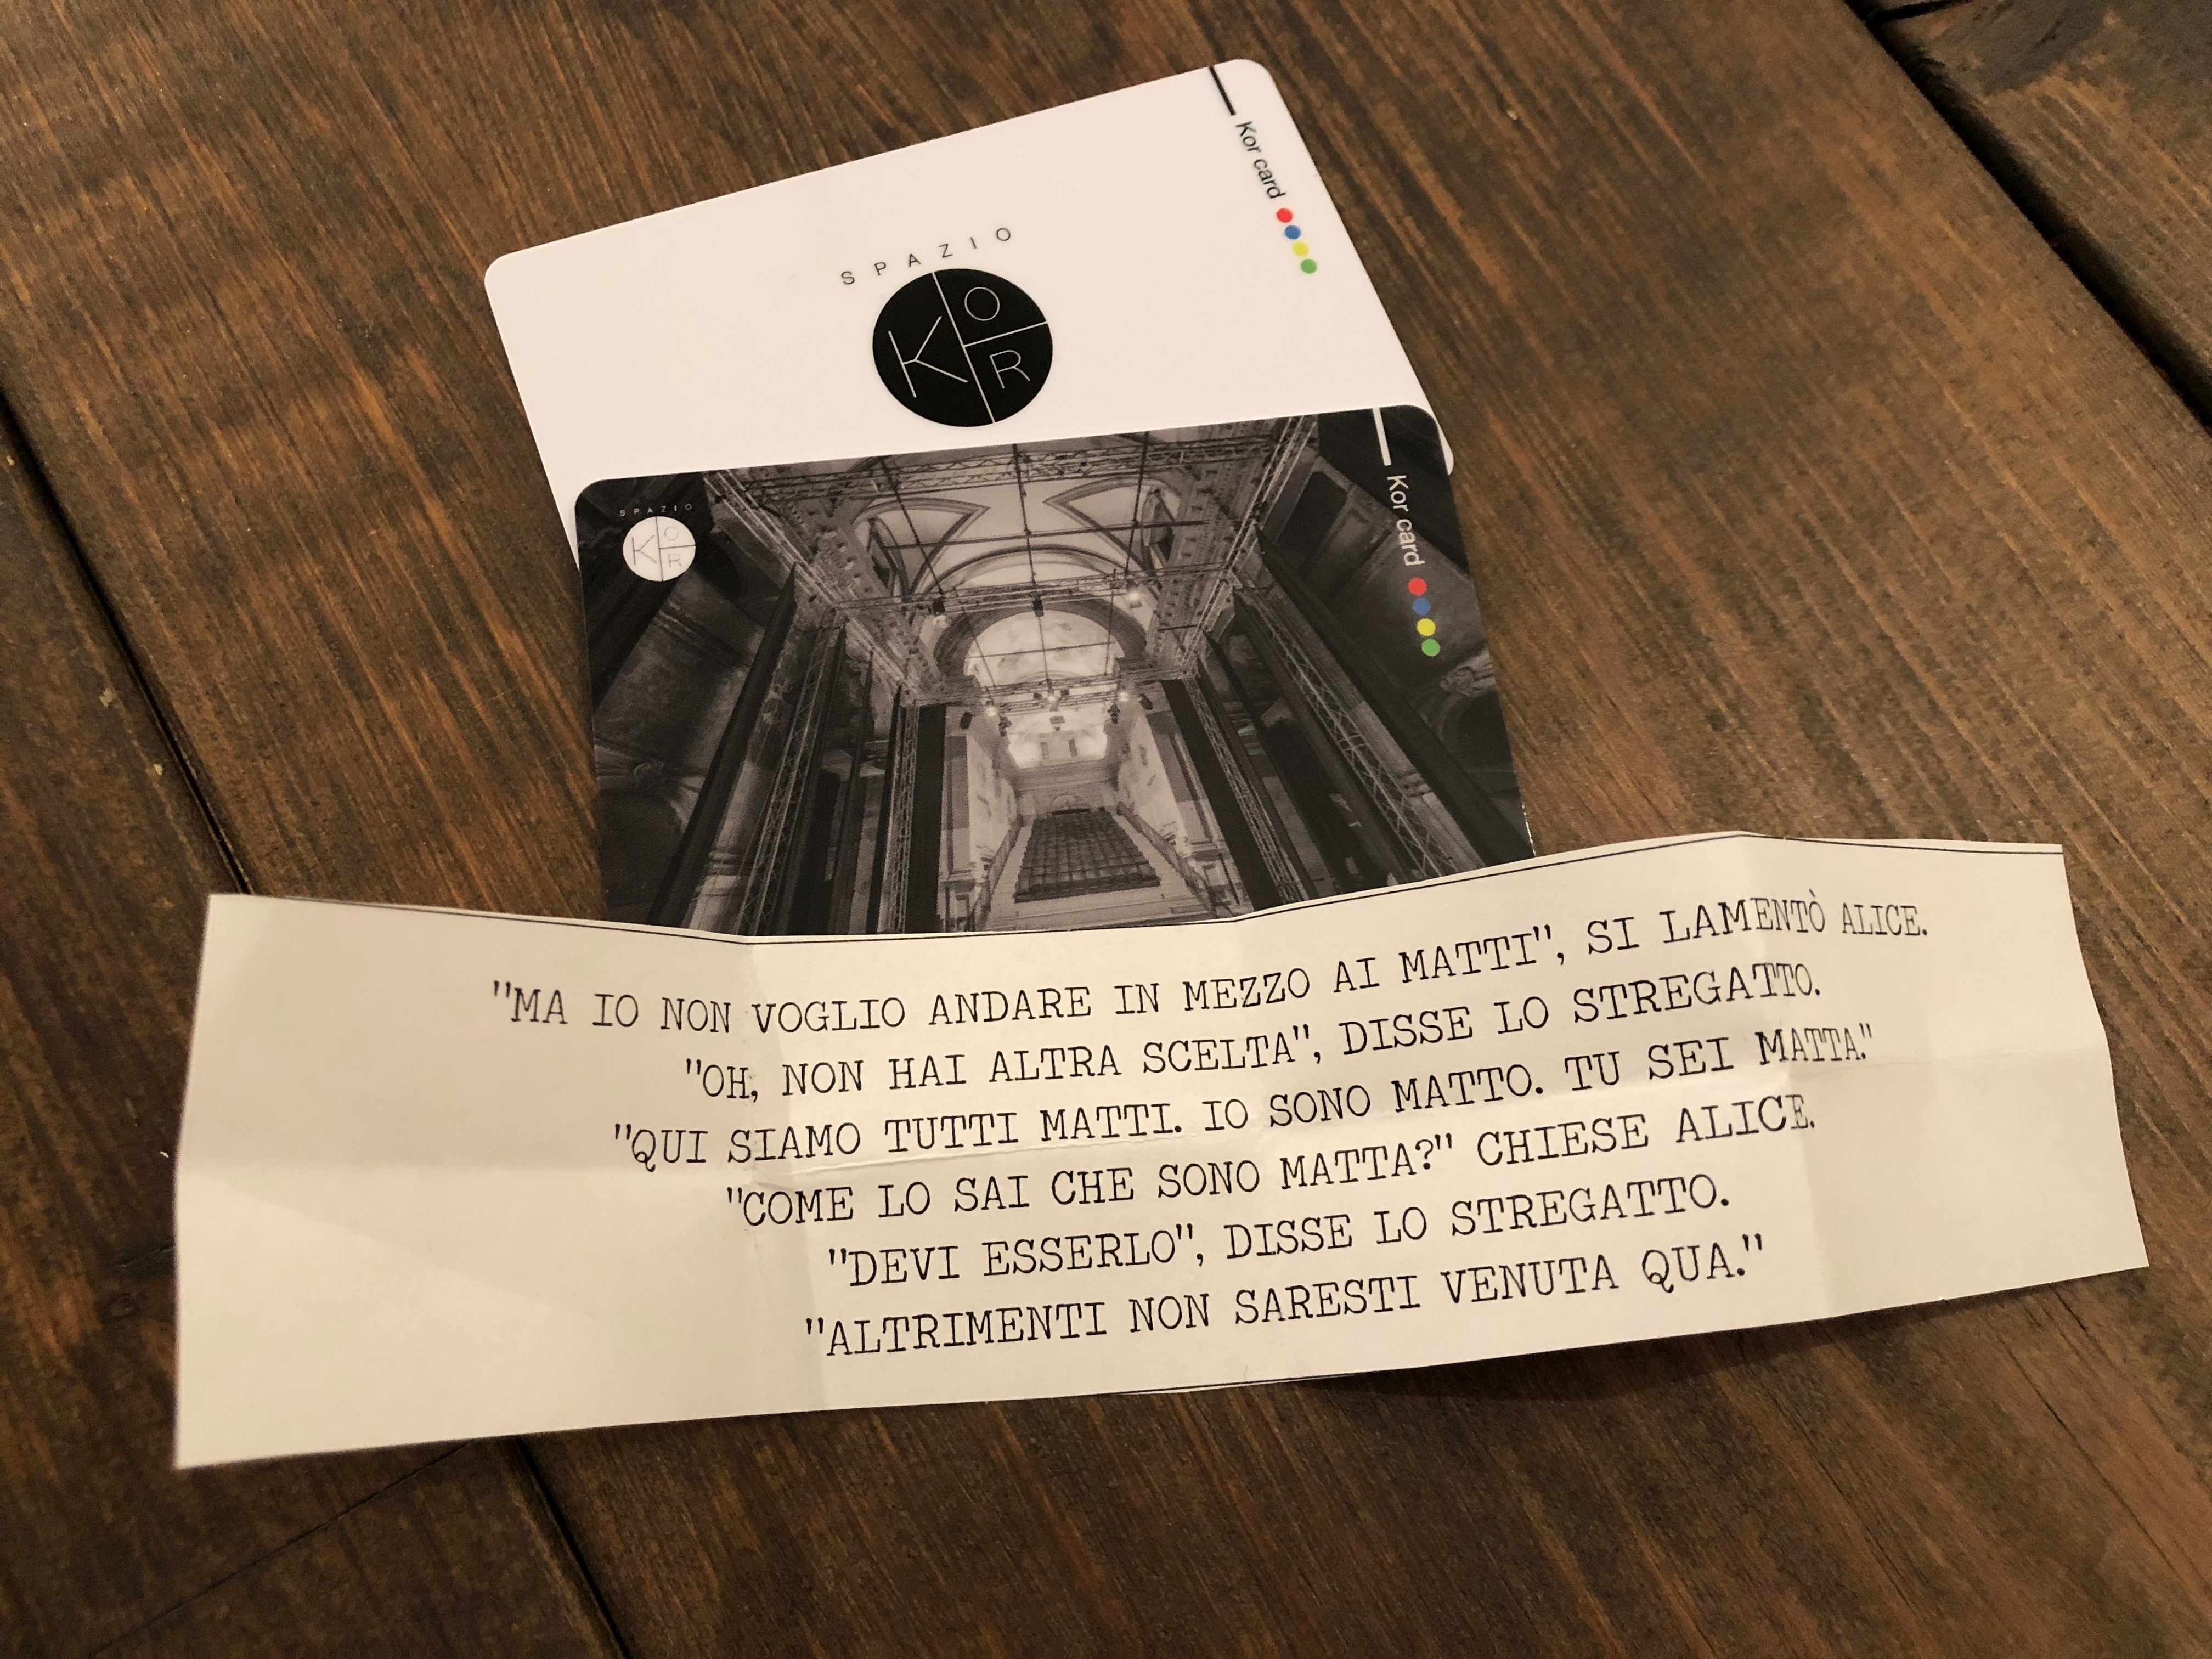 Kor card
SPAZIO
KOR
Kor card
SPAZIO
KOR
"MA IO NON VOGLIO ANDARE IN MEZZO AI MATTI", SI LAMENTÒ ALICE.
"OH, NON HAI ALTRA SCELTA", DISSE LO STREGATTO.
"QUI SIAMO TUTTI MATTI. IO SONO MATTO. TU SEI MATTA."
"COME LO SAI CHE SONO MATTA?" CHIESE ALICE.
"DEVI ESSERLO", DISSE LO STREGATTO.
"ALTRIMENTI NON SARESTI VENUTA QUA."